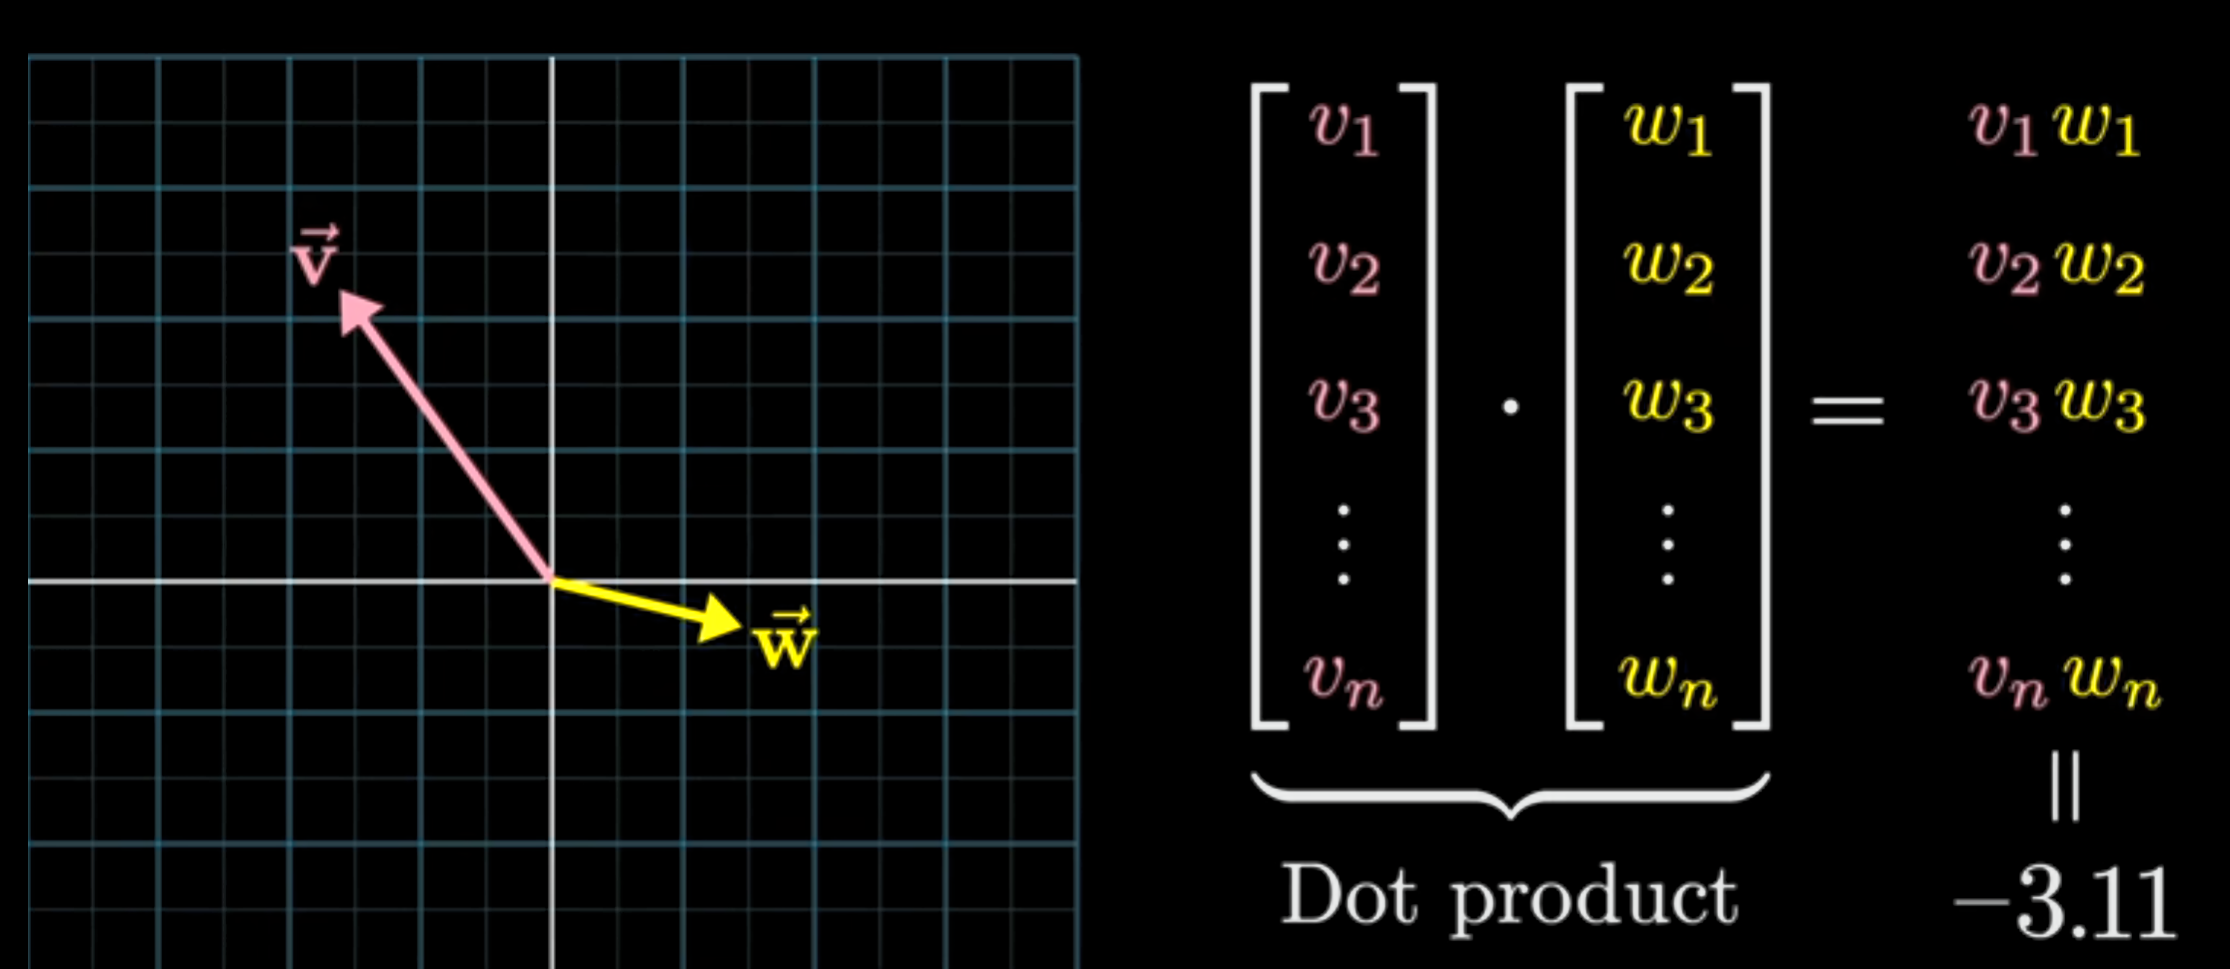 v⃗
w⃗
[v₁ v₂ v₃ ⋮ vₙ] · [w₁ w₂ w₃ ⋮ wₙ] =
v₁w₁
v₂w₂
v₃w₃
⋮
vₙwₙ
||
Dot product
−3.11